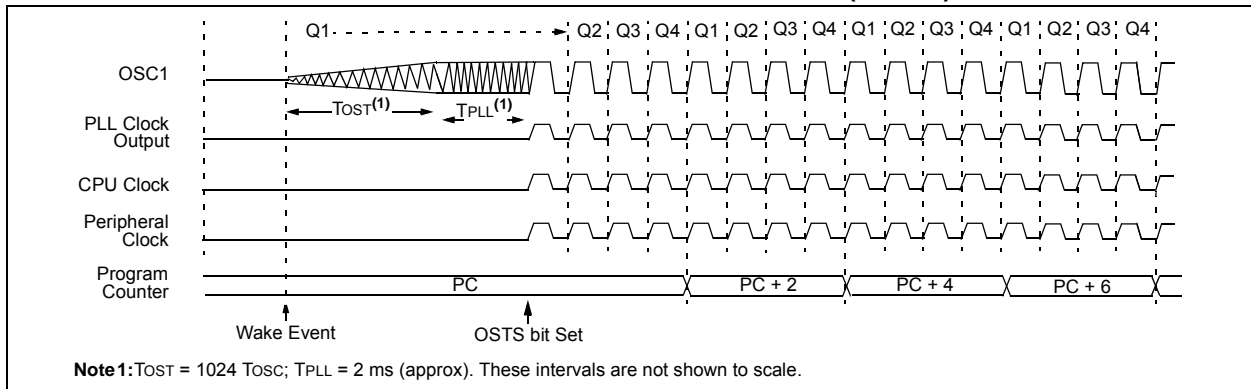 Q1 Q2 Q3 Q4 Q1 Q2 Q3 Q4 Q1 Q2 Q3 Q4 Q1 Q2 Q3 Q4
OSC1
TOST(1) TPLL(1)
PLL Clock
Output
CPU Clock
Peripheral
Clock
Program
Counter
PC PC + 2 PC + 4 PC + 6
Wake Event OSTS bit Set
Note1:TOST = 1024 TOSC; TPLL = 2 ms (approx). These intervals are not shown to scale.